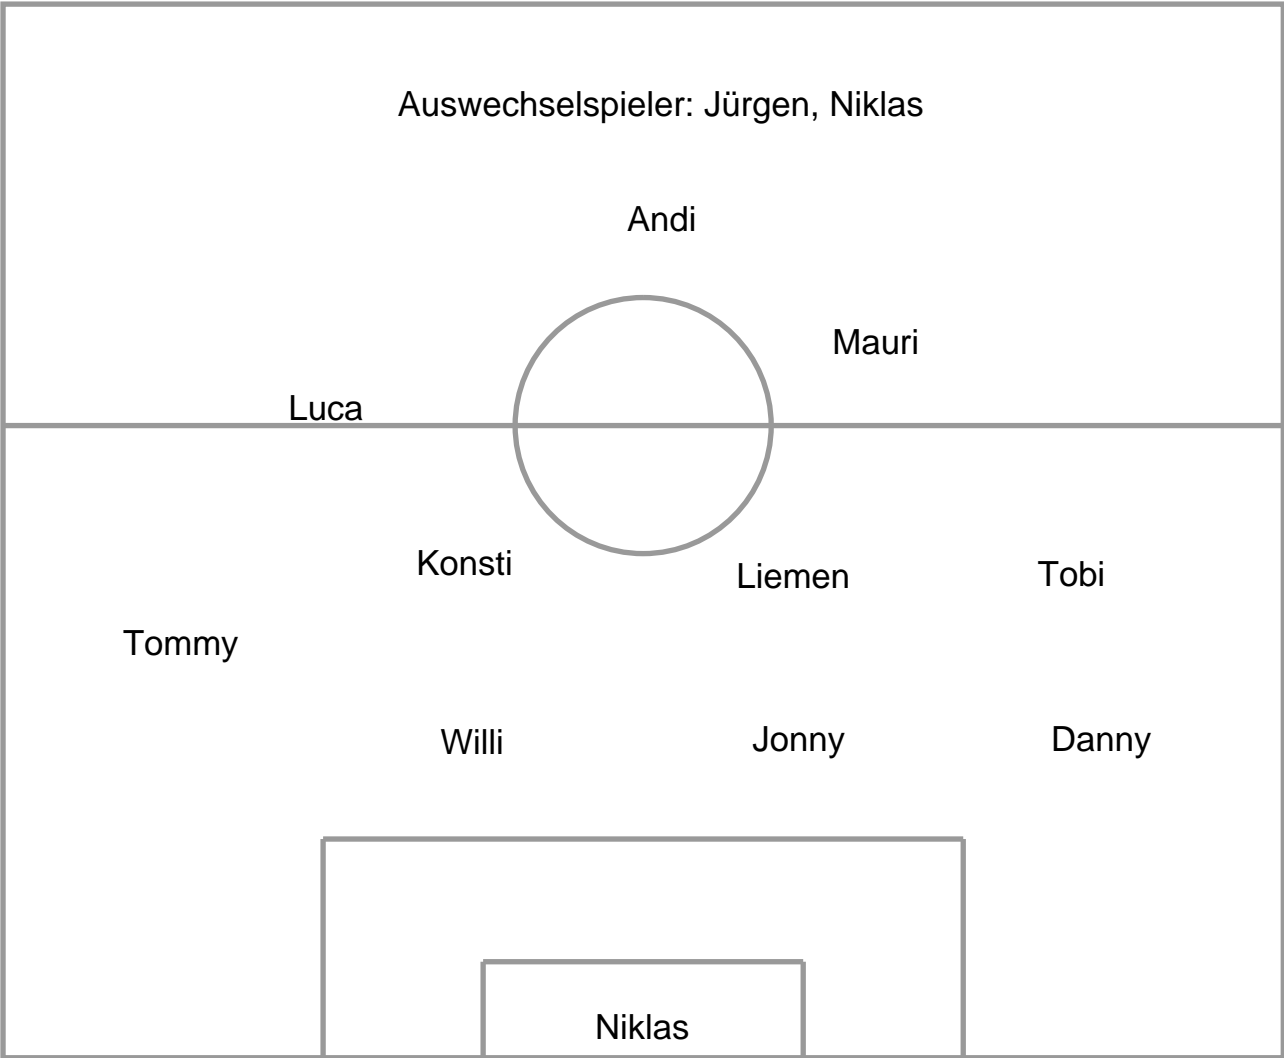 Auswechselspieler: Jürgen, Niklas
Andi
Mauri
Luca
Konsti
Liemen
Tobi
Tommy
Willi
Jonny
Danny
Niklas